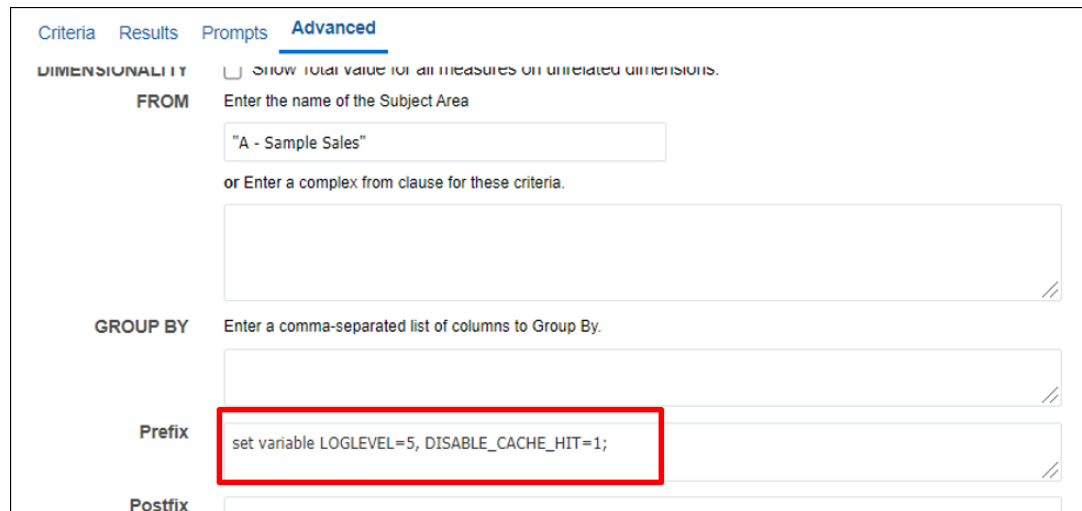 Criteria Results Prompts Advanced
DIMENSIONALITY Show Total value for all measures on unrelated dimensions.
FROM Enter the name of the Subject Area
"A - Sample Sales"
or Enter a complex from clause for these criteria.
GROUP BY Enter a comma-separated list of columns to Group By.
Prefix set variable LOGLEVEL=5, DISABLE_CACHE_HIT=1;
Postfix